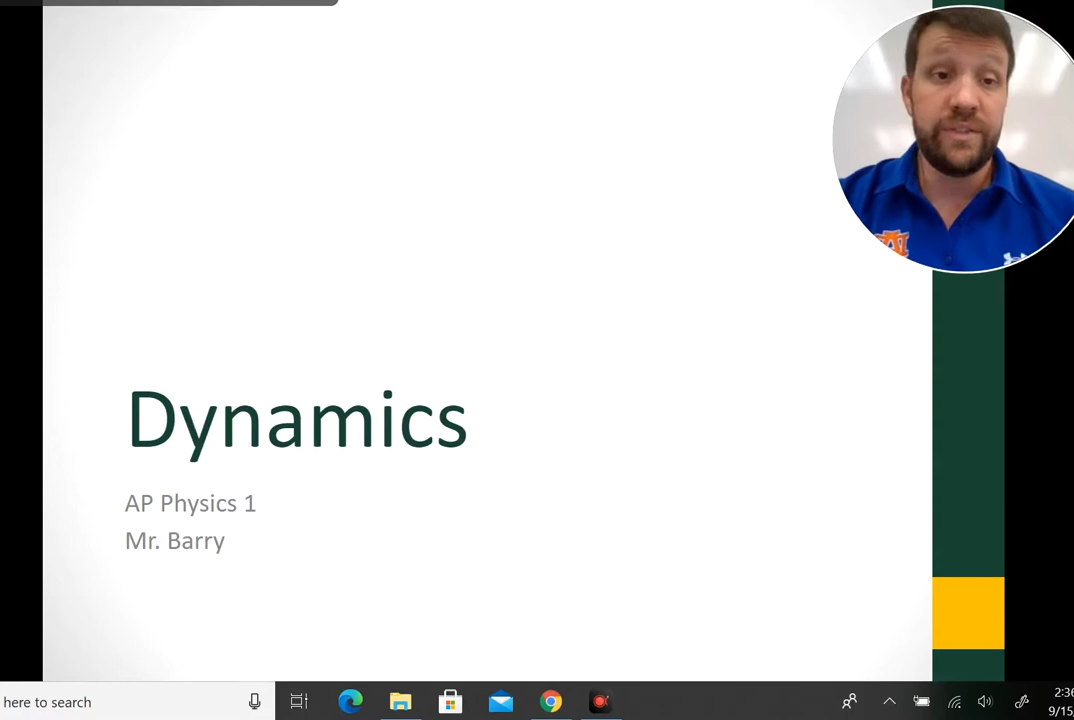 Dynamics
AP Physics 1
Mr. Barry
here to search
2:36
9/15